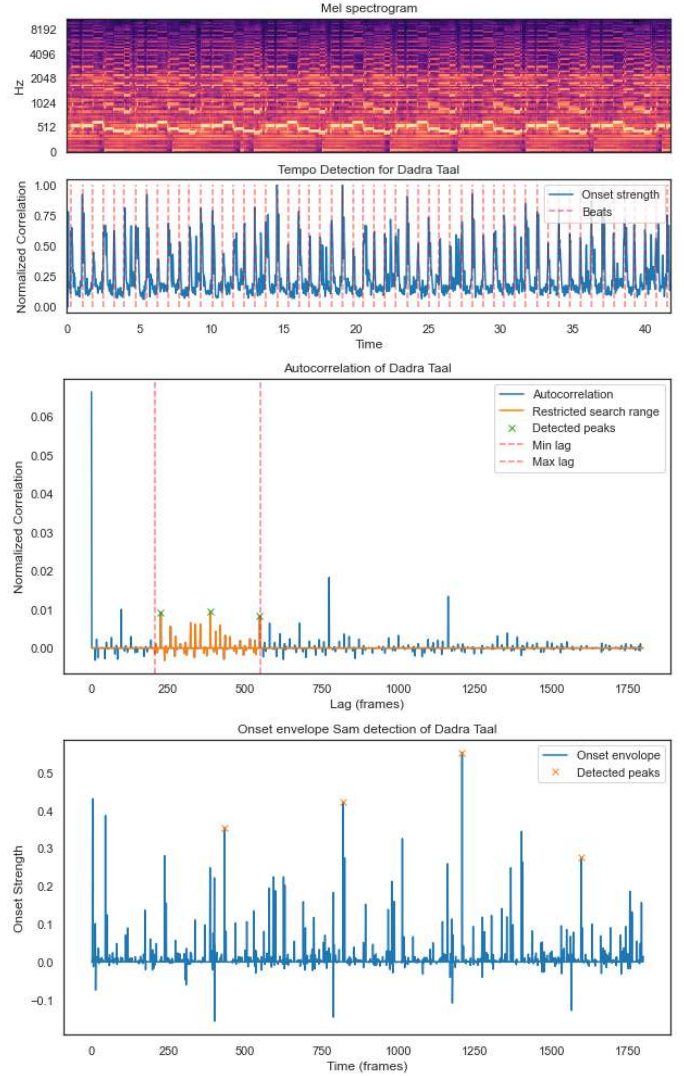 Mel spectrogram
8192
4096
2048
1024
512
0
Hz
Tempo Detection for Dadra Taal
1.00
0.75
0.50
0.25
0.00
Normalized Correlation
Onset strength
Beats
0 5 10 15 20 25 30 35 40
Time
Autocorrelation of Dadra Taal
0.06
0.05
0.04
0.03
0.02
0.01
0.00
Normalized Correlation
Autocorrelation
Restricted search range
Detected peaks
Min lag
Max lag
0 250 500 750 1000 1250 1500 1750
Lag (frames)
Onset envelope Sam detection of Dadra Taal
0.5
0.4
0.3
0.2
0.1
0.0
−0.1
Onset Strength
Onset envolope
Detected peaks
0 250 500 750 1000 1250 1500 1750
Time (frames)